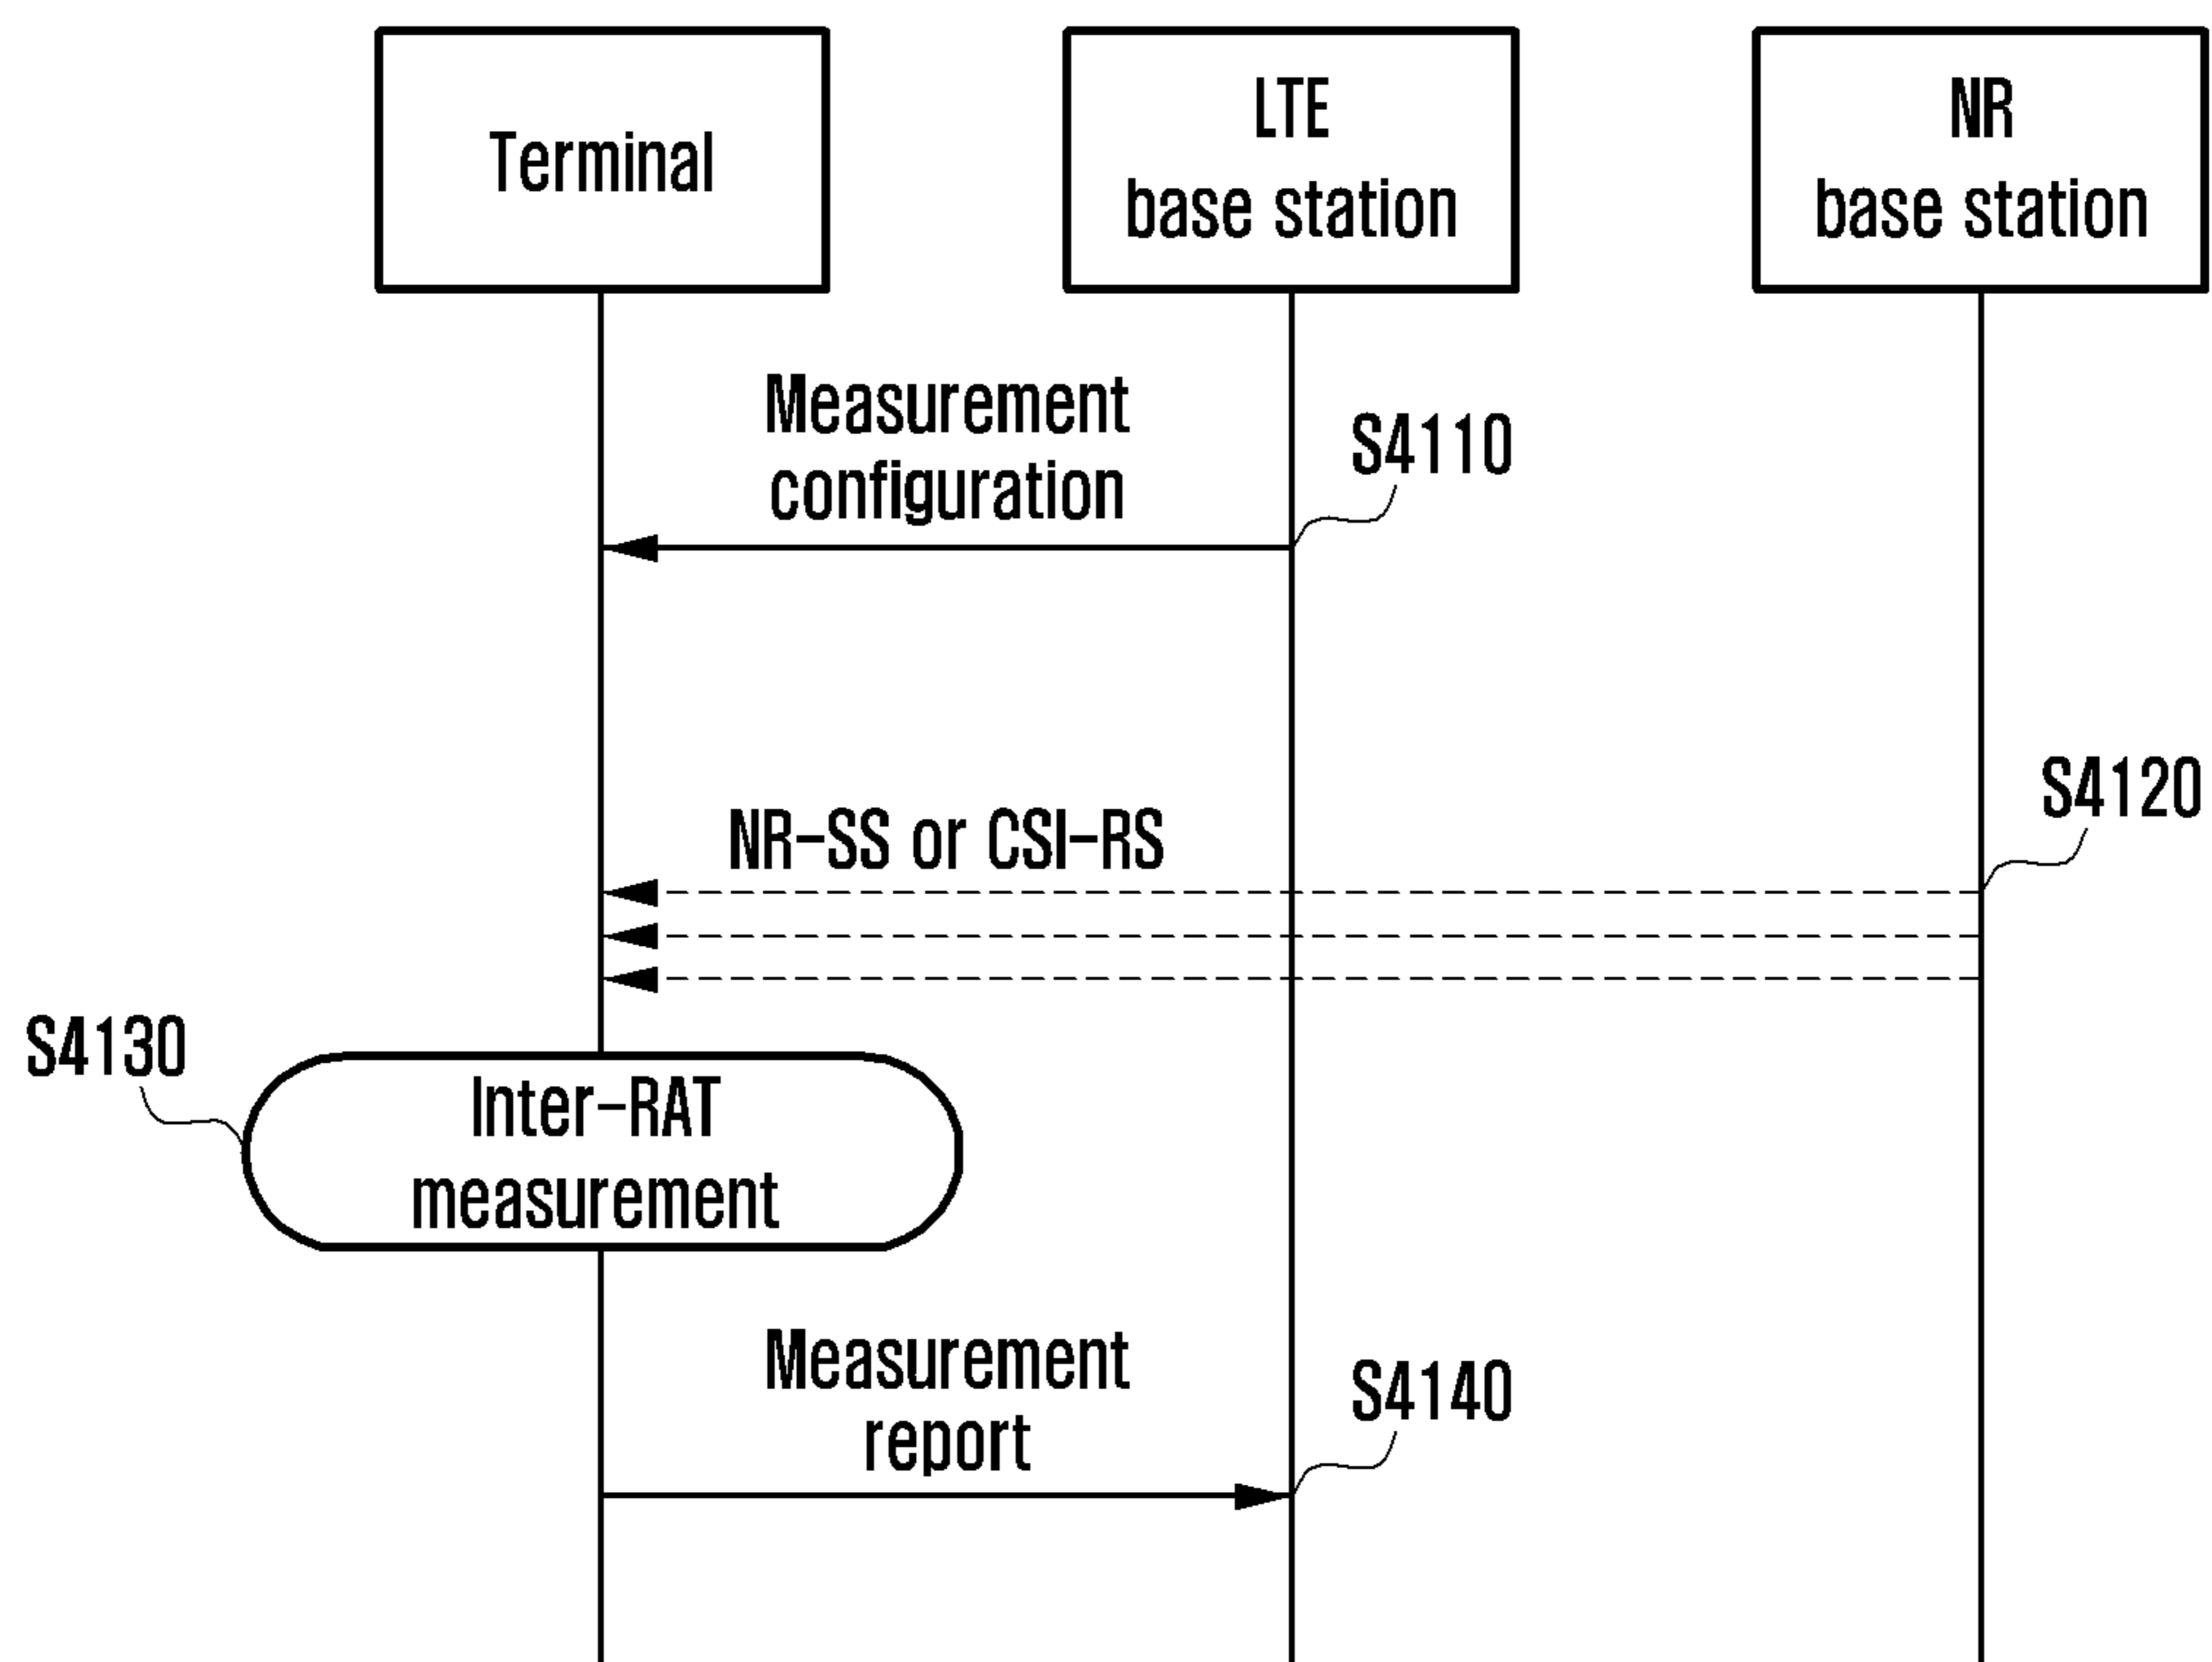 Terminal
LTE
base station
NR
base station
Measurement
configuration
S4110
S4120
NR-SS or CSI-RS
S4130
Inter-RAT
measurement
Measurement
report
S4140